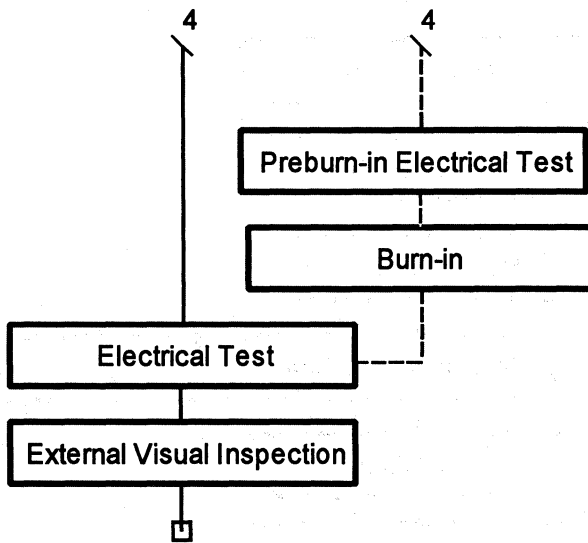 4
4
Preburn-in Electrical Test
Burn-in
Electrical Test
External Visual Inspection